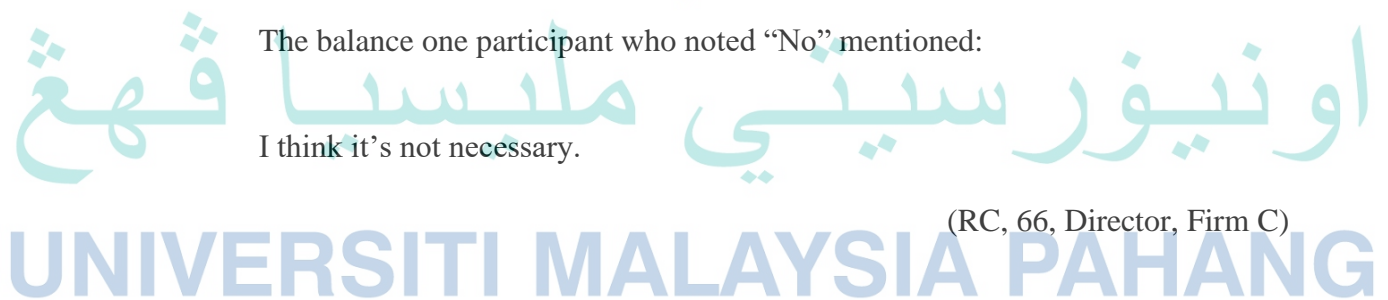 The balance one participant who noted “No” mentioned:
اونيۏرسيتي مليسيا ڤهڠ
I think it’s not necessary.
(RC, 66, Director, Firm C)
UNIVERSITI MALAYSIA PAHANG